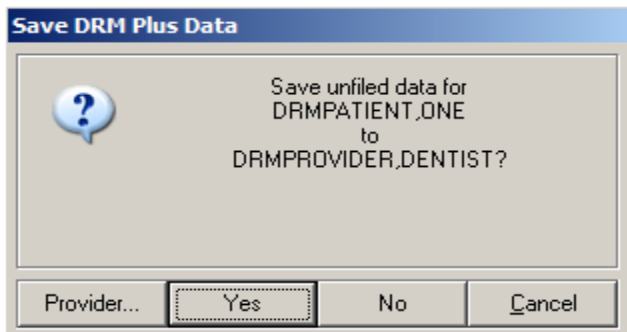 Save DRM Plus Data
?
Save unfiled data for
DRMPATIENT,ONE
to
DRMPROVIDER,DENTIST?
Provider...
Yes
No
Cancel